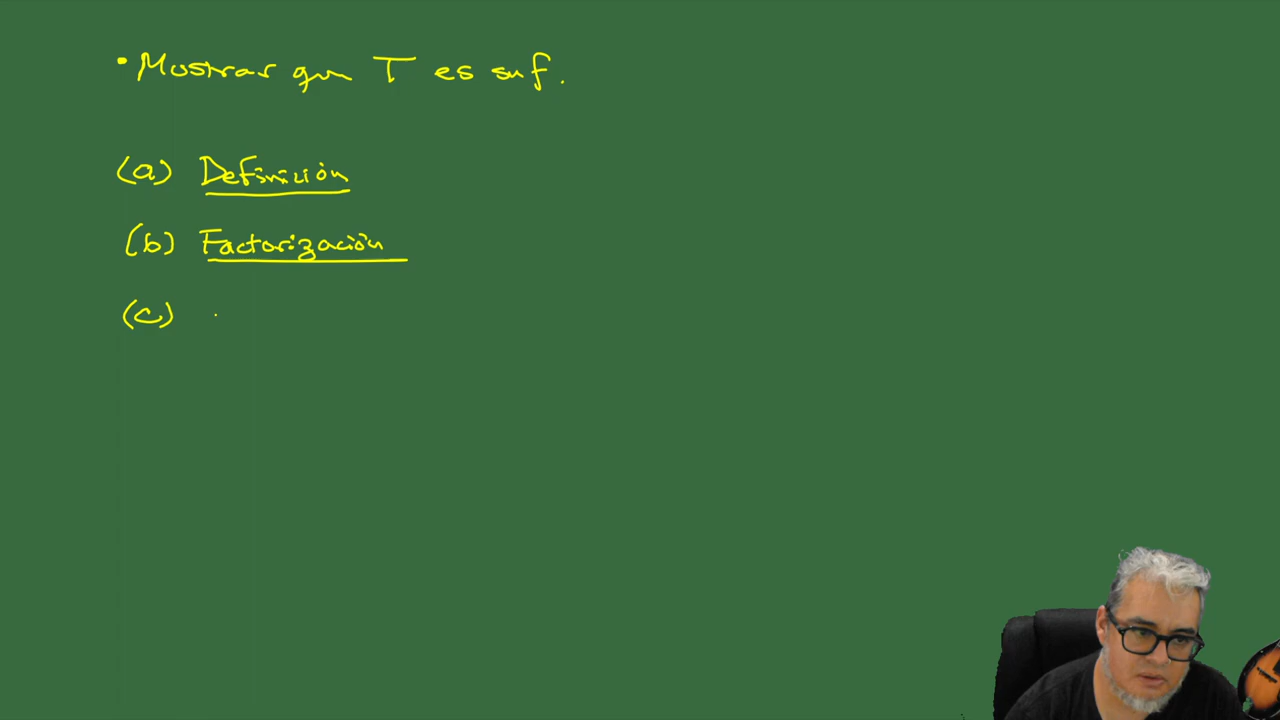 • Mostrar que T es suf.
(a) Definición
(b) Factorización
(c)